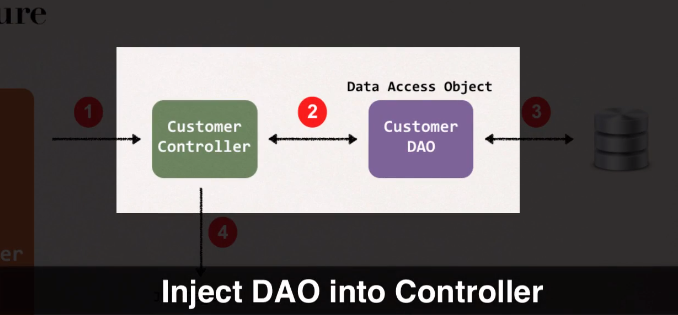 ure
1
2
3
Data Access Object
Customer
Controller
Customer
DAO
4
er
Inject DAO into Controller